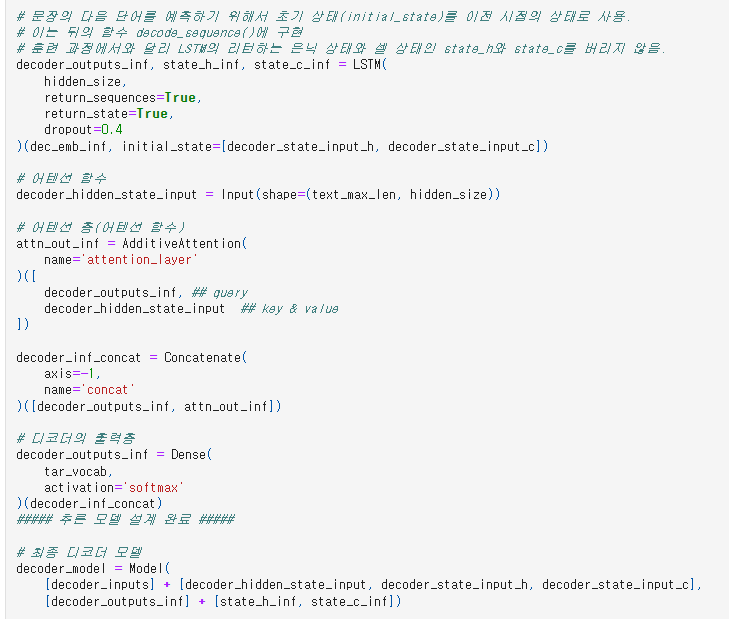 # 문장의 다음 단어를 예측하기 위해서 초기 상태(initial_state)를 이전 시점의 상태로 사용.
# 이는 뒤의 함수 decode_sequence()에 구현
# 훈련 과정에서와 달리 LSTM의 리턴하는 은닉 상태와 셀 상태인 state_h와 state_c를 버리지 않음.
decoder_outputs_inf, state_h_inf, state_c_inf = LSTM(
    hidden_size,
    return_sequences=True,
    return_state=True,
    dropout=0.4
)(dec_emb_inf, initial_state=[decoder_state_input_h, decoder_state_input_c])

# 어텐션 함수
decoder_hidden_state_input = Input(shape=(text_max_len, hidden_size))

# 어텐션 층(어텐션 함수)
attn_out_inf = AdditiveAttention(
    name='attention_layer'
)([
    decoder_outputs_inf, ## query
    decoder_hidden_state_input  ## key & value
])

decoder_inf_concat = Concatenate(
    axis=-1,
    name='concat'
)([decoder_outputs_inf, attn_out_inf])

# 디코더의 출력층
decoder_outputs_inf = Dense(
    tar_vocab,
    activation='softmax'
)(decoder_inf_concat)
##### 추론 모델 설계 완료 #####

# 최종 디코더 모델
decoder_model = Model(
    [decoder_inputs] + [decoder_hidden_state_input, decoder_state_input_h, decoder_state_input_c],
    [decoder_outputs_inf] + [state_h_inf, state_c_inf])